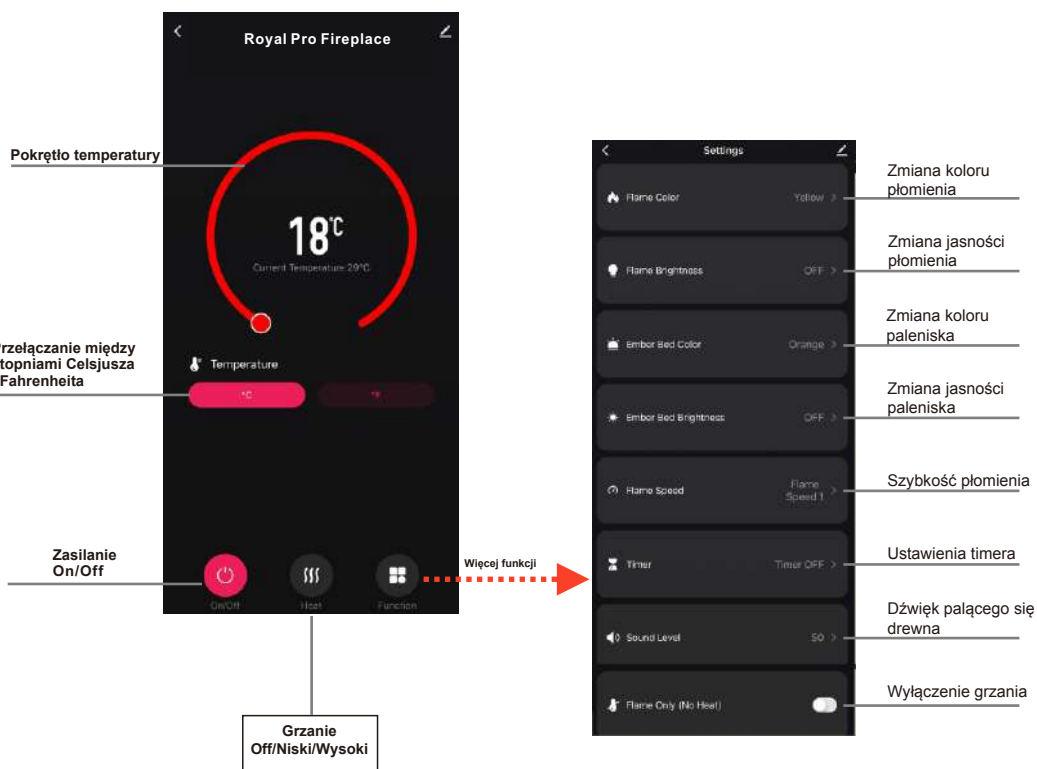 Royal Pro Fireplace
Pokrętło temperatury
18°C
Current Temperature 29°C
Przełączanie między
stopniami Celsjusza
Fahrenheita
Temperature
°C
°F
Zasilanie
On/Off
On/Off
Heat
Function
Więcej funkcji
Grzanie
Off/Niski/Wysoki
Settings
Flame Color
Yellow
Zmiana koloru
płomienia
Flame Brightness
OFF
Zmiana jasności
płomienia
Ember Bed Color
Orange
Zmiana koloru
paleniska
Ember Bed Brightness
OFF
Zmiana jasności
paleniska
Flame Speed
Flame
Speed 1
Szybkość płomienia
Timer
Timer OFF
Ustawienia timera
Sound Level
50
Dźwięk palącego się
drewna
Flame Only (No Heat)
Wyłączenie grzania